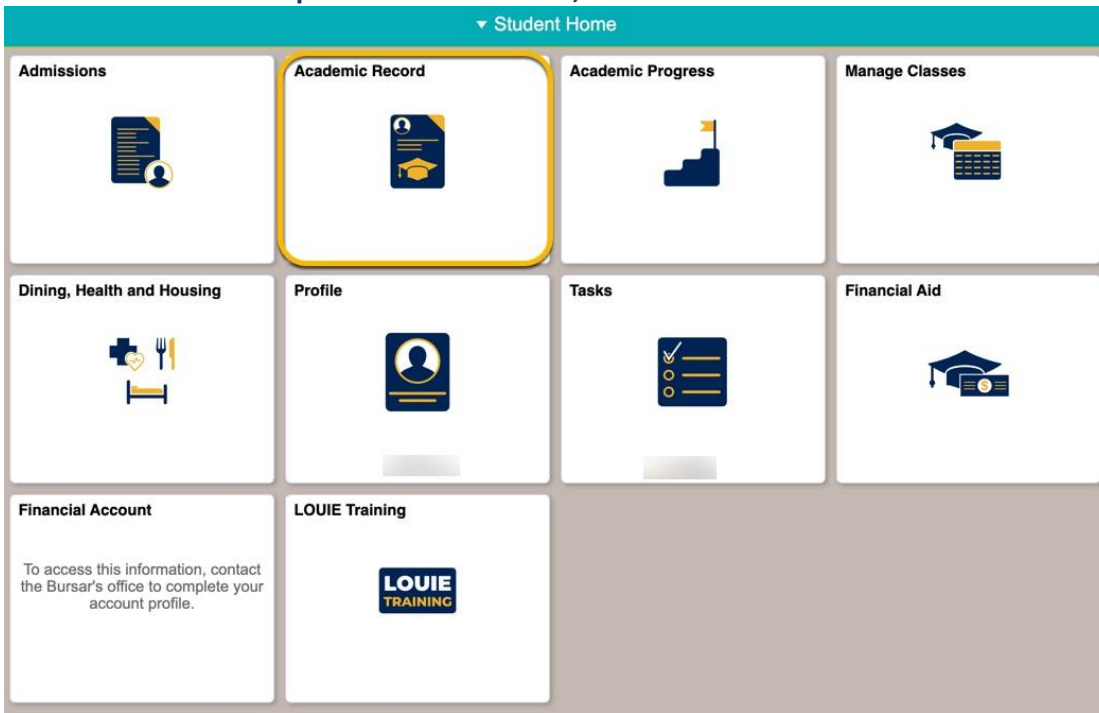 ▾ Student Home
Admissions
Academic Record
Academic Progress
Manage Classes
Dining, Health and Housing
Profile
Tasks
Financial Aid
$
Financial Account
To access this information, contact
the Bursar's office to complete your
account profile.
LOUIE Training
LOUIE
TRAINING